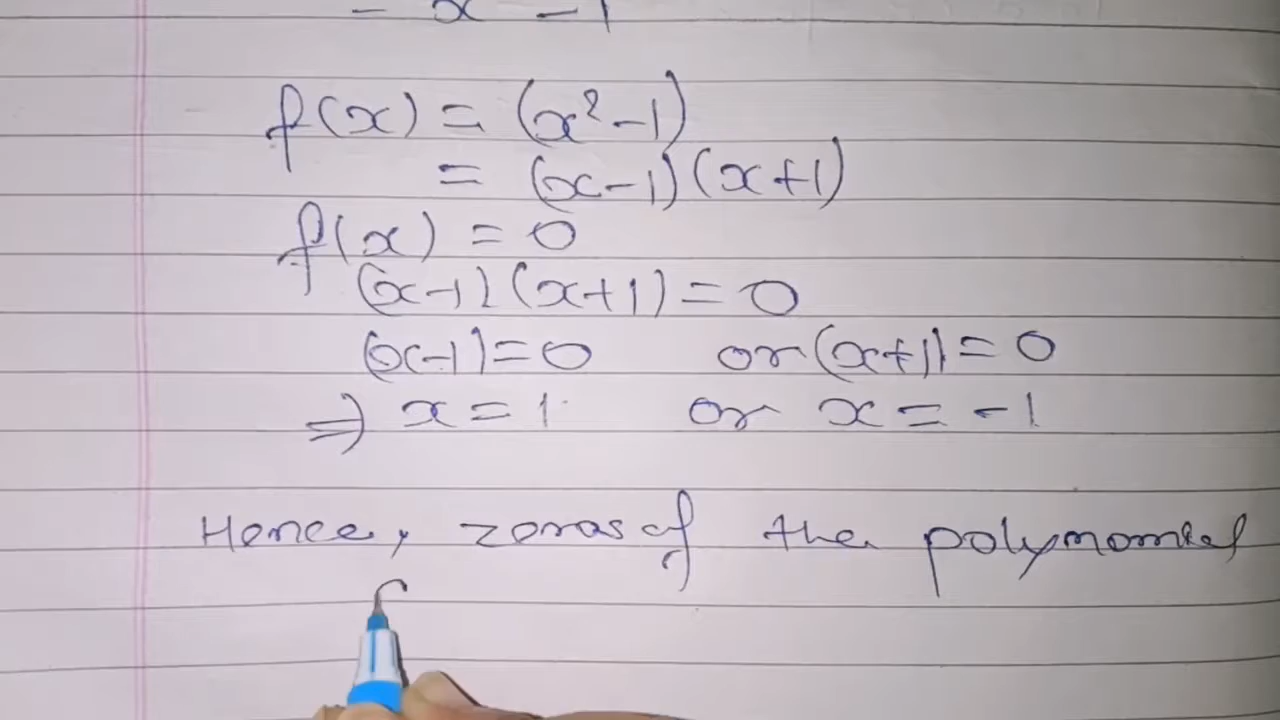 - x - 1
f(x) = (x² - 1)
= (x-1)(x+1)
f(x) = 0
(x-1)(x+1) = 0
(x-1) = 0 or (x+1) = 0
⇒ x = 1 or x = -1
Hence, zeros of the polynomial